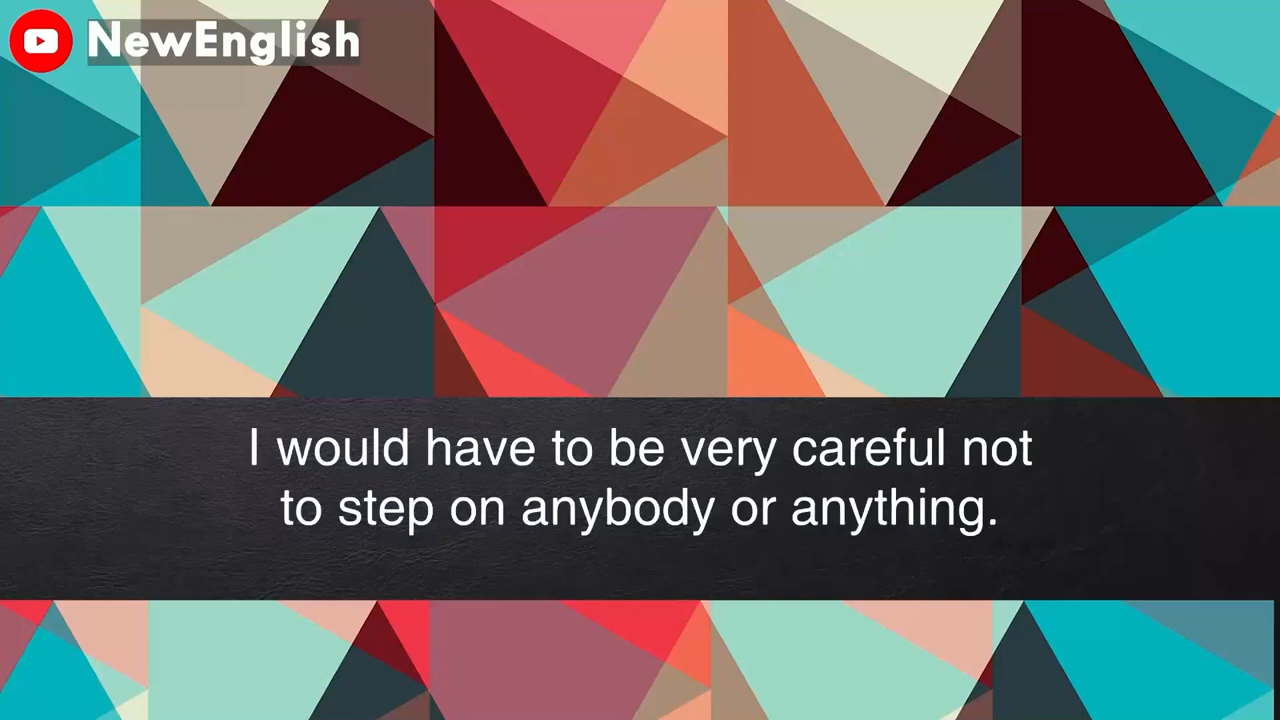 NewEnglish
I would have to be very careful not
to step on anybody or anything.